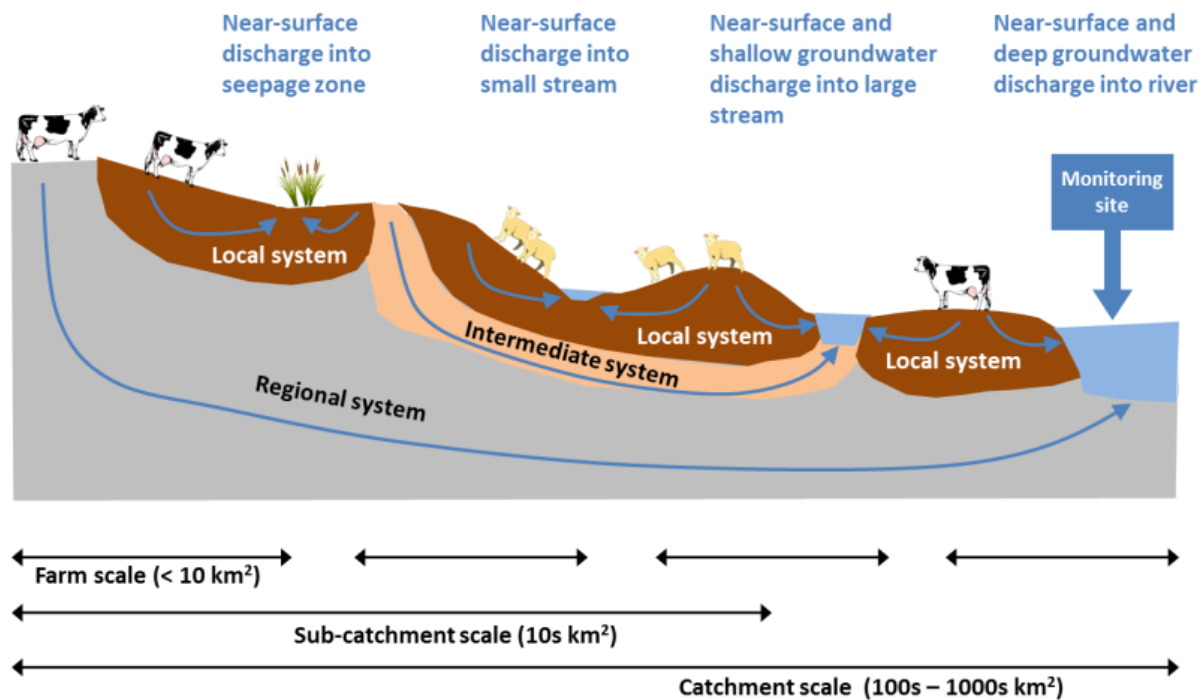 Near-surface
discharge into
seepage zone
Near-surface
discharge into
small stream
Near-surface and
shallow groundwater
discharge into large
stream
Near-surface and
deep groundwater
discharge into river
Monitoring
site
Local system
Local system
Intermediate system
Local system
Regional system
Farm scale (< 10 km²)
Sub-catchment scale (10s km²)
Catchment scale (100s – 1000s km²)